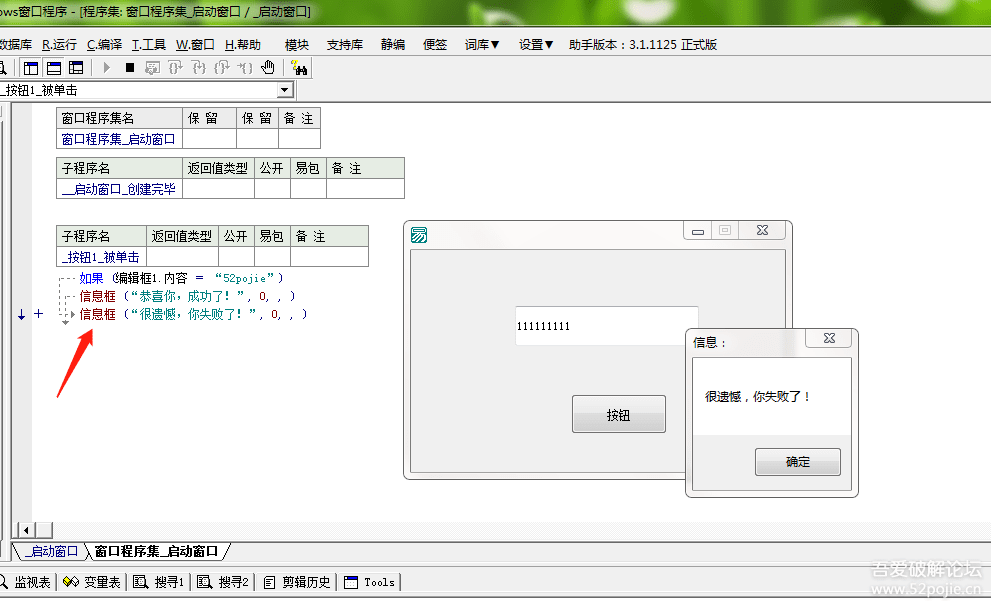 ows窗口程序 - [程序集: 窗口程序集_启动窗口 / _启动窗口]
数据库 R.运行 C.编译 T.工具 W.窗口 H.帮助 模块 支持库 静编 便签 词库▼ 设置▼ 助手版本：3.1.1125 正式版
_按钮1_被单击
窗口程序集名 保 留 保 留 备 注
窗口程序集_启动窗口
子程序名 返回值类型 公开 易包 备 注
__启动窗口_创建完毕
子程序名 返回值类型 公开 易包 备 注
_按钮1_被单击
如果 (编辑框1.内容 = “52pojie”)
信息框 (“恭喜你，成功了！”, 0, , )
信息框 (“很遗憾，你失败了！”, 0, , )
111111111
按钮
信息：
很遗憾，你失败了！
确定
_启动窗口 窗口程序集_启动窗口
监视表 变量表 搜寻1 搜寻2 剪辑历史 Tools
吾爱破解论坛
www.52pojie.cn